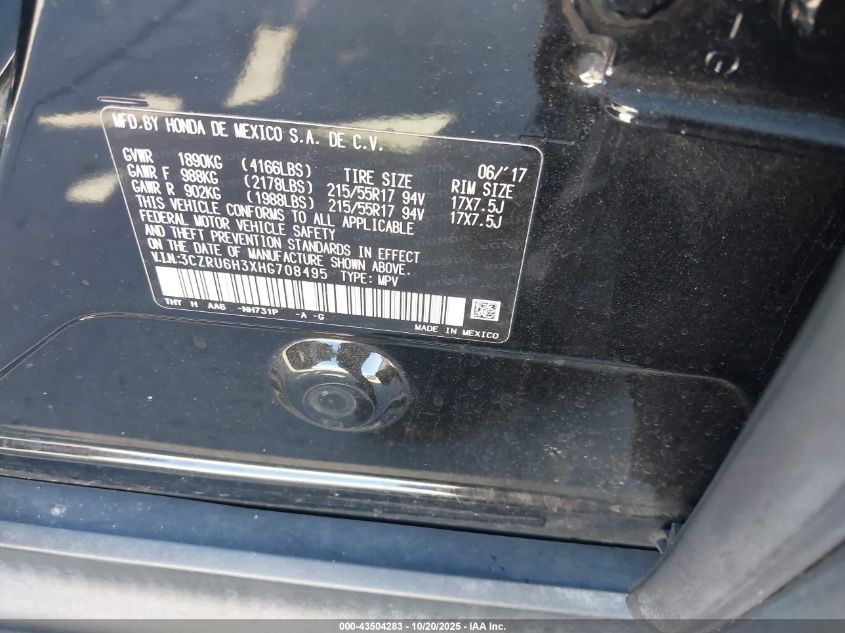 MFD.BY HONDA DE MEXICO S.A. DE C.V.
06/'17
GVWR 1890KG (4166LBS) TIRE SIZE RIM SIZE
GAWR F 988KG (2178LBS) 215/55R17 94V 17X7.5J
GAWR R 902KG (1988LBS) 215/55R17 94V 17X7.5J
THIS VEHICLE CONFORMS TO ALL APPLICABLE
FEDERAL MOTOR VEHICLE SAFETY
AND THEFT PREVENTION STANDARDS IN EFFECT
ON THE DATE OF MANUFACTURE SHOWN ABOVE.
V.I.N.:3CZRU6H3XHG708495 TYPE: MPV
THY H AA6 -NH731P -A -G
MADE IN MEXICO
000-43504283 - 10/20/2025 - IAA Inc.